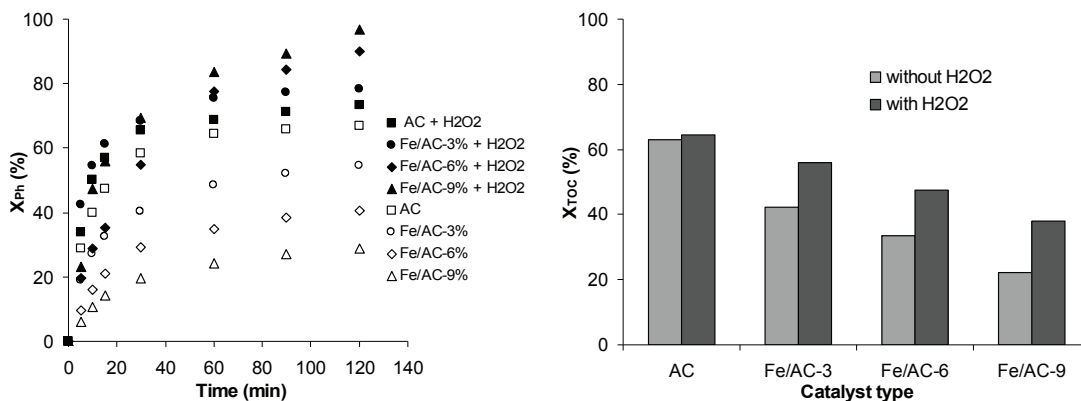 100
80
60
40
20
0
X_Ph (%)
0 20 40 60 80 100 120 140
Time (min)
AC + H2O2
Fe/AC-3% + H2O2
Fe/AC-6% + H2O2
Fe/AC-9% + H2O2
AC
Fe/AC-3%
Fe/AC-6%
Fe/AC-9%
100
80
60
40
20
0
X_TOC (%)
without H2O2
with H2O2
AC Fe/AC-3 Fe/AC-6 Fe/AC-9
Catalyst type